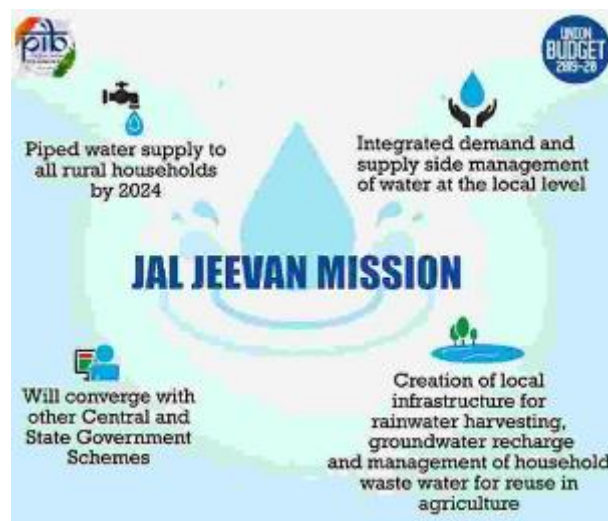 pib
UNION
BUDGET
2019-20
Piped water supply to
all rural households
by 2024
Integrated demand and
supply side management
of water at the local level
JAL JEEVAN MISSION
Will converge with
other Central and
State Government
Schemes
Creation of local
infrastructure for
rainwater harvesting,
groundwater recharge
and management of household
waste water for reuse in
agriculture